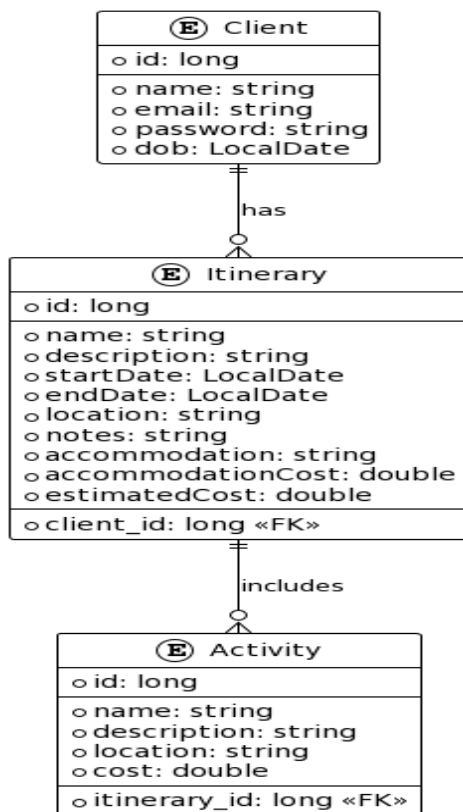 E Client
id: long
name: string
email: string
password: string
dob: LocalDate
has
E Itinerary
id: long
name: string
description: string
startDate: LocalDate
endDate: LocalDate
location: string
notes: string
accommodation: string
accommodationCost: double
estimatedCost: double
client_id: long «FK»
includes
E Activity
id: long
name: string
description: string
location: string
cost: double
itinerary_id: long «FK»